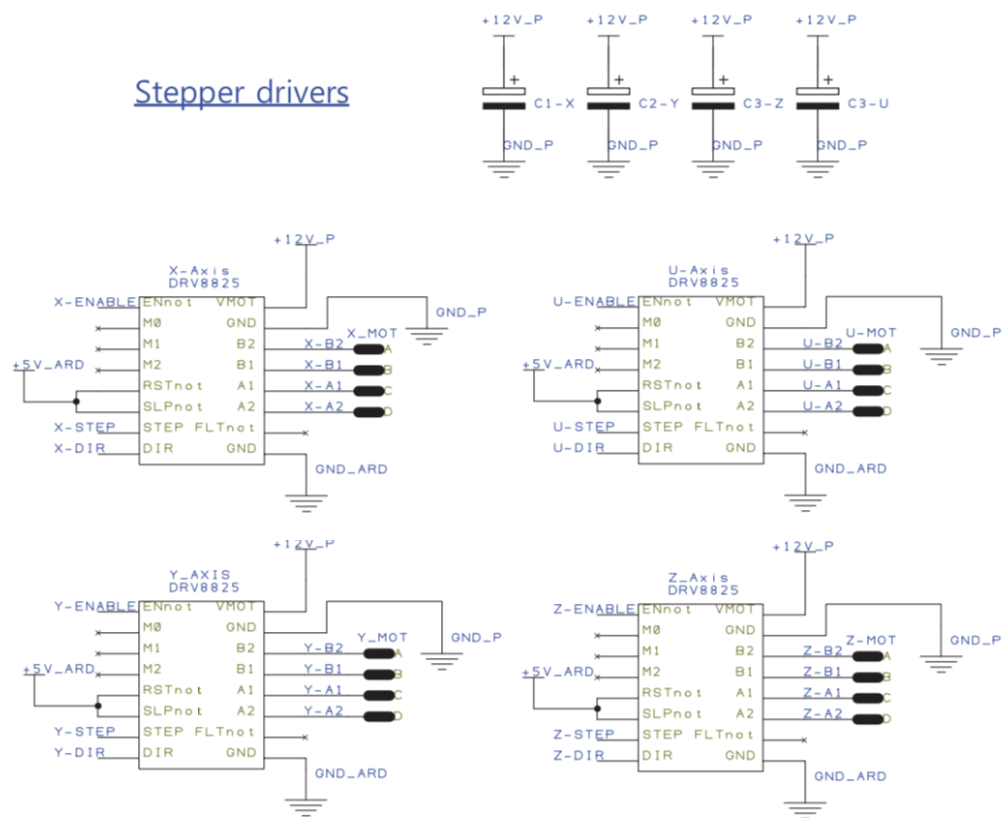 +12V_P +12V_P +12V_P +12V_P
Stepper drivers
+ + + +
C1-X C2-Y C3-Z C3-U
GND_P GND_P GND_P GND_P
+12V_P
X-Axis
DRV8825
X-ENABLE ENnot VMOT
M0 GND GND_P
M1 B2 X-B2 X_MOT A
+5V_ARD M2 B1 X-B1 B
RSTnot A1 X-A1 C
SLPnot A2 X-A2 D
X-STEP STEP FLTnot
X-DIR DIR GND
GND_ARD
+12V_P
U-Axis
DRV8825
U-ENABLE ENnot VMOT
M0 GND GND_P
M1 B2 U-B2 U-MOT A
+5V_ARD M2 B1 U-B1 B
RSTnot A1 U-A1 C
SLPnot A2 U-A2 D
U-STEP STEP FLTnot
U-DIR DIR GND
GND_ARD
+12V_P
Y_AXIS
DRV8825
Y-ENABLE ENnot VMOT
M0 GND GND_P
M1 B2 Y-B2 Y_MOT A
+5V_ARD M2 B1 Y-B1 B
RSTnot A1 Y-A1 C
SLPnot A2 Y-A2 D
Y-STEP STEP FLTnot
Y-DIR DIR GND
GND_ARD
+12V_P
Z_Axis
DRV8825
Z-ENABLE ENnot VMOT
M0 GND GND_P
M1 B2 Z-B2 Z-MOT A
+5V_ARD M2 B1 Z-B1 B
RSTnot A1 Z-A1 C
SLPnot A2 Z-A2 D
Z-STEP STEP FLTnot
Z-DIR DIR GND
GND_ARD